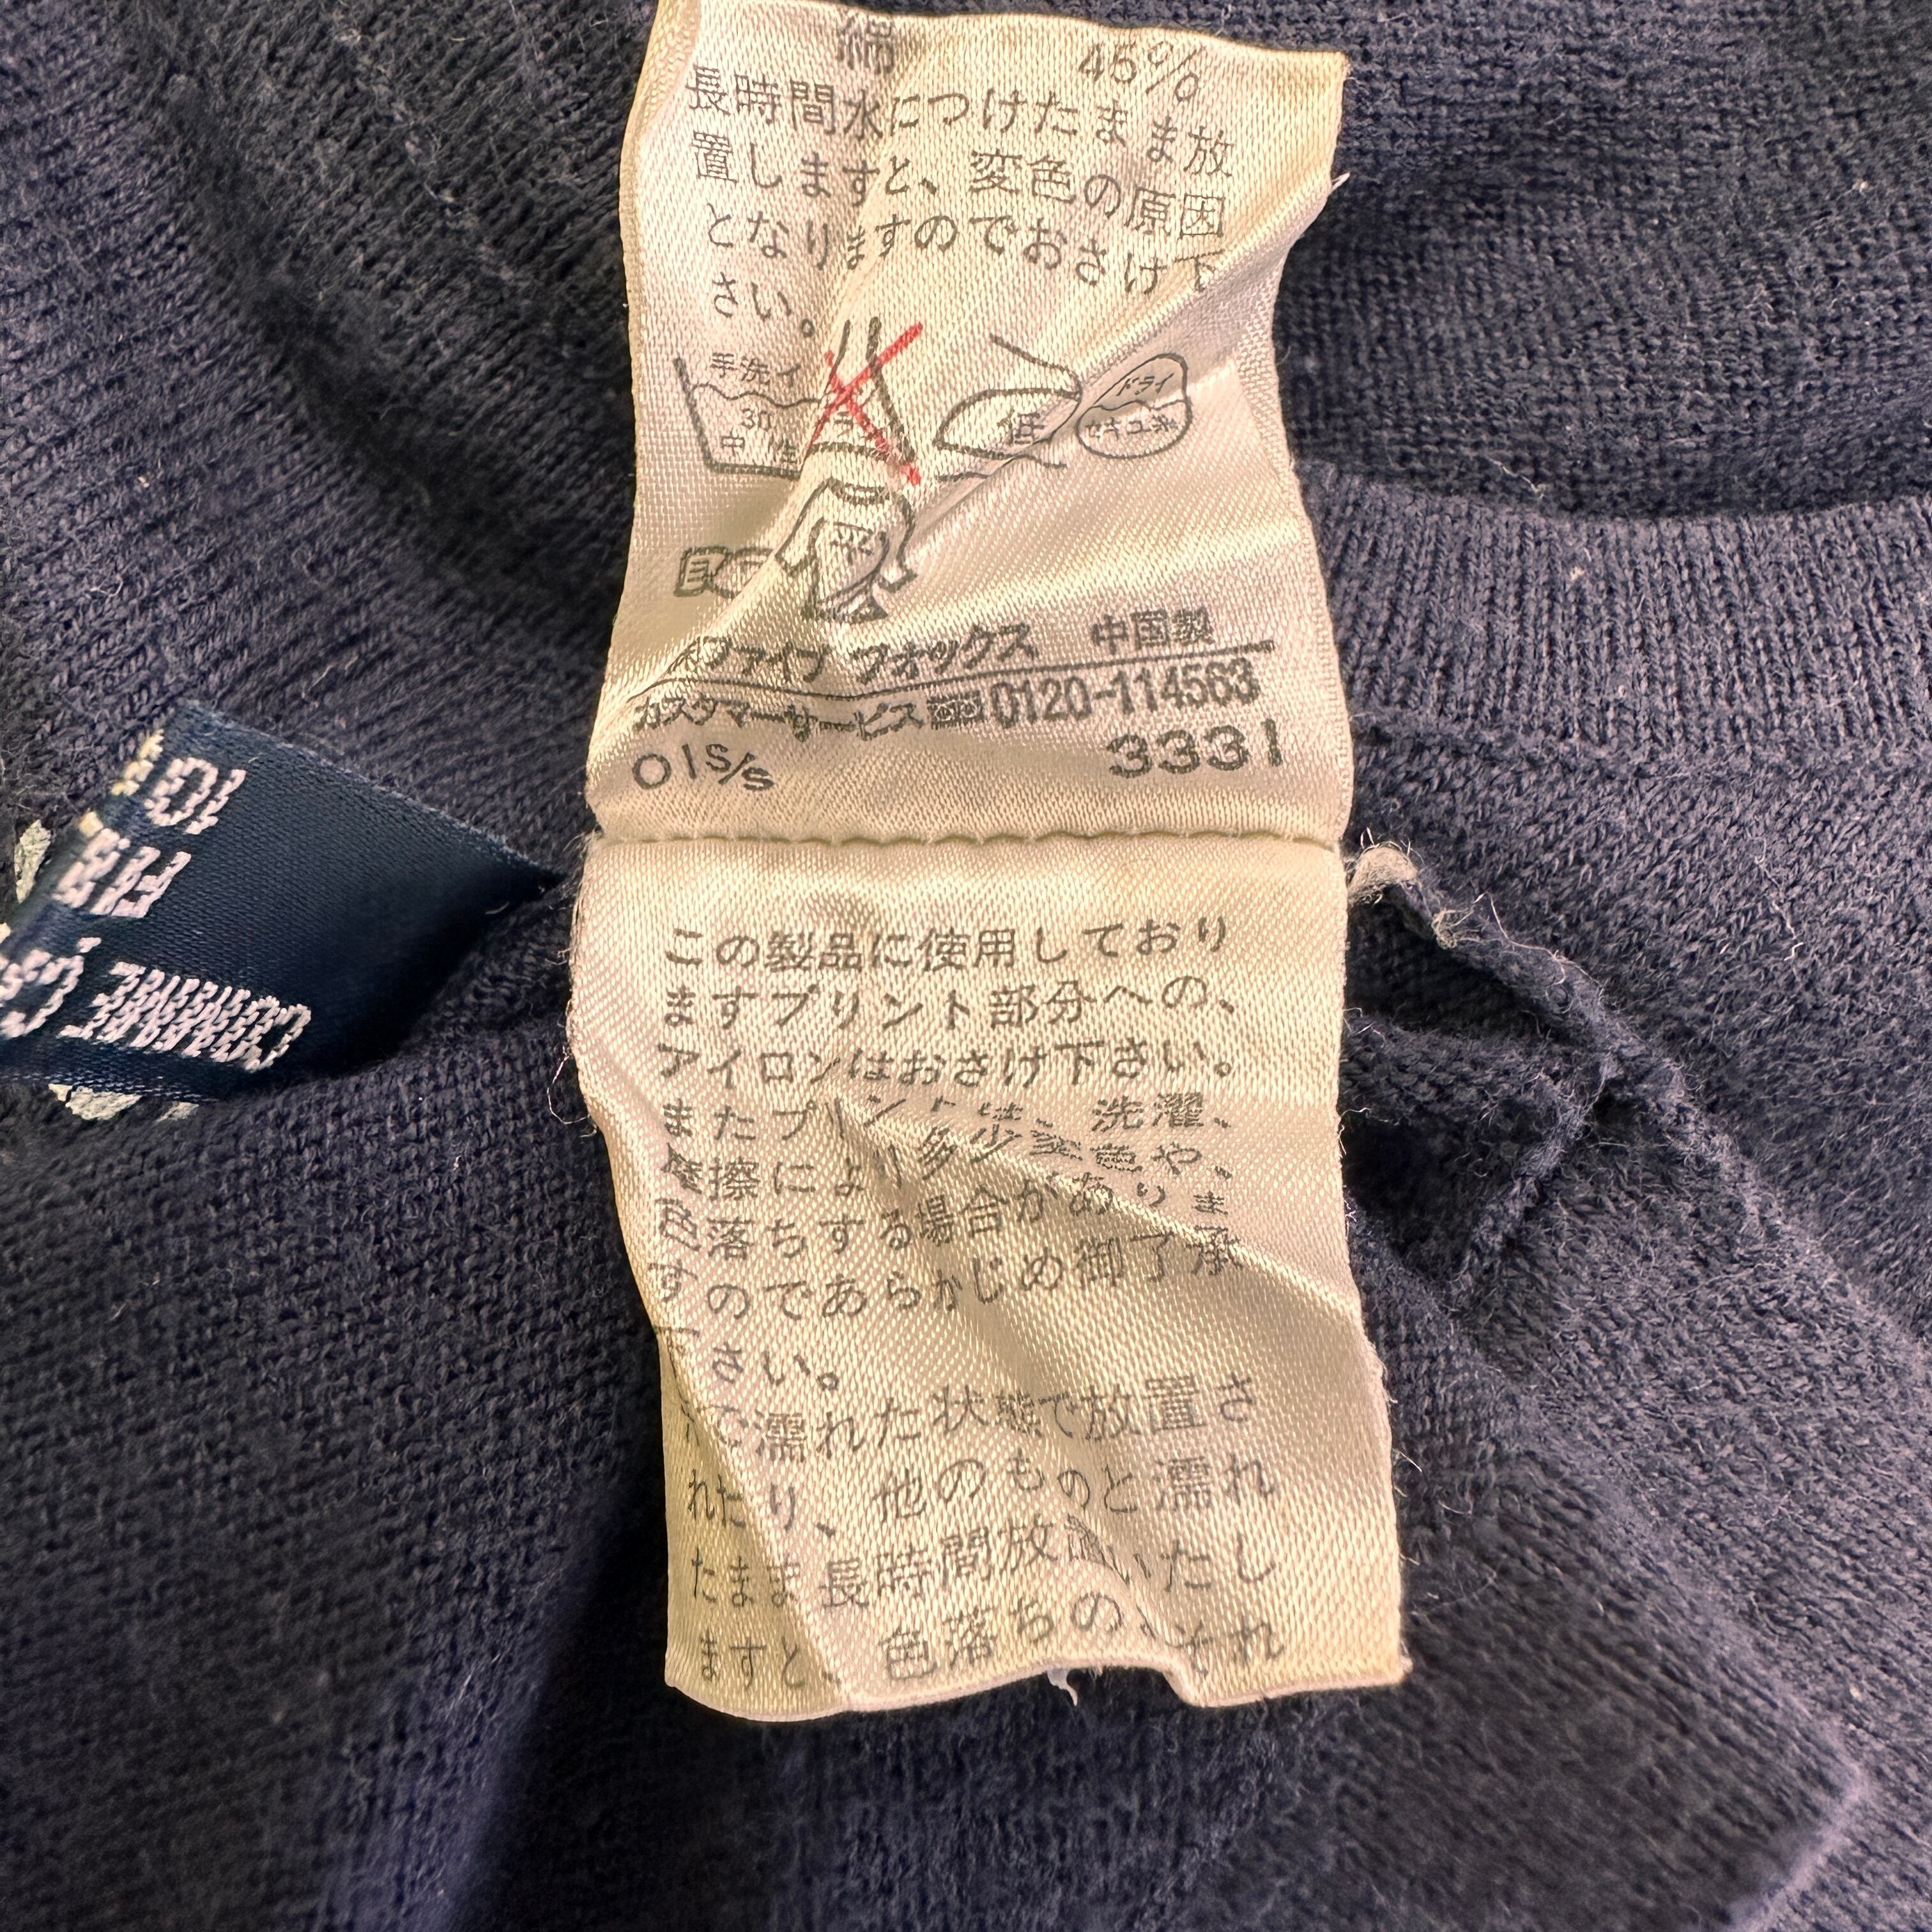 綿 45%
長時間水につけたまま放
置しますと、変色の原因
となりますのでおさけ下
さい。
手洗イ
30
中性
低
ドライ
セキユ系
平
㈱ファイブ フォックス 中国製
カスタマーサービス 0120-114563
01S/S 3331
この製品に使用しており
ますプリント部分への、
アイロンはおさけ下さい。
またプリントは、洗濯、
摩擦により多少変色や、
色落ちする場合がありま
すのであらかじめ御了承
下さい。
で濡れた状態で放置さ
れたり、他のものと濡れ
たまま長時間放置いたし
ますと、色落ちのおそれ
COMME ÇA